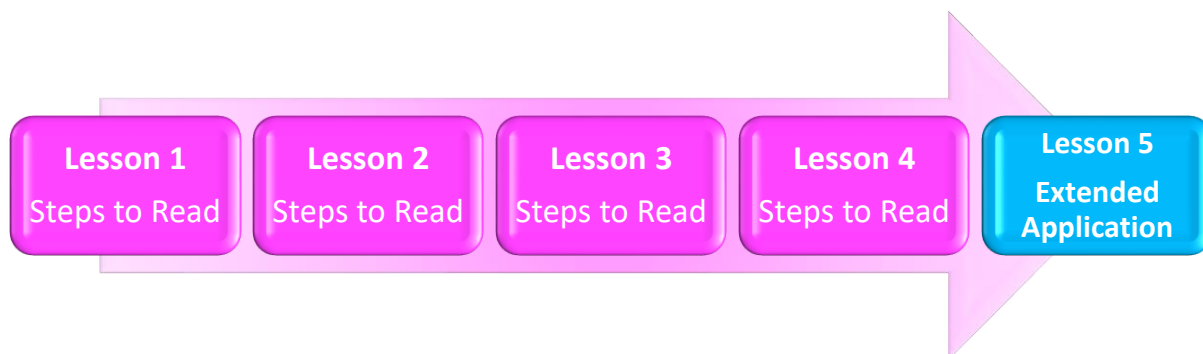 Lesson 1
Steps to Read
Lesson 2
Steps to Read
Lesson 3
Steps to Read
Lesson 4
Steps to Read
Lesson 5
Extended
Application